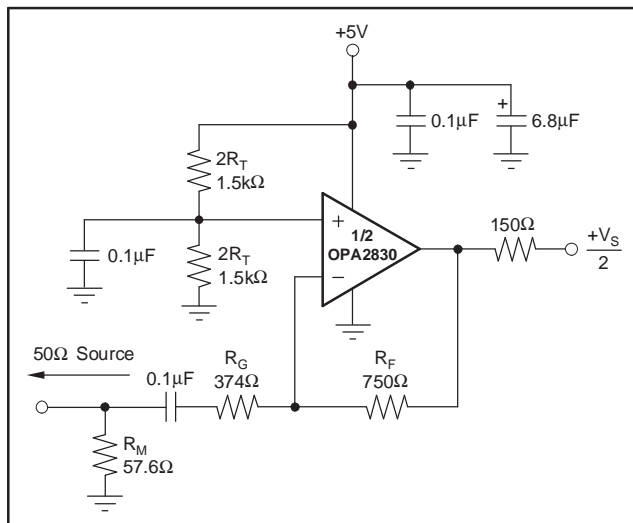 +5V
0.1μF
+
6.8μF
2R_T
1.5kΩ
+
1/2
OPA2830
−
150Ω
+V_S
2
0.1μF
2R_T
1.5kΩ
50Ω Source
0.1μF
R_G
374Ω
R_F
750Ω
R_M
57.6Ω